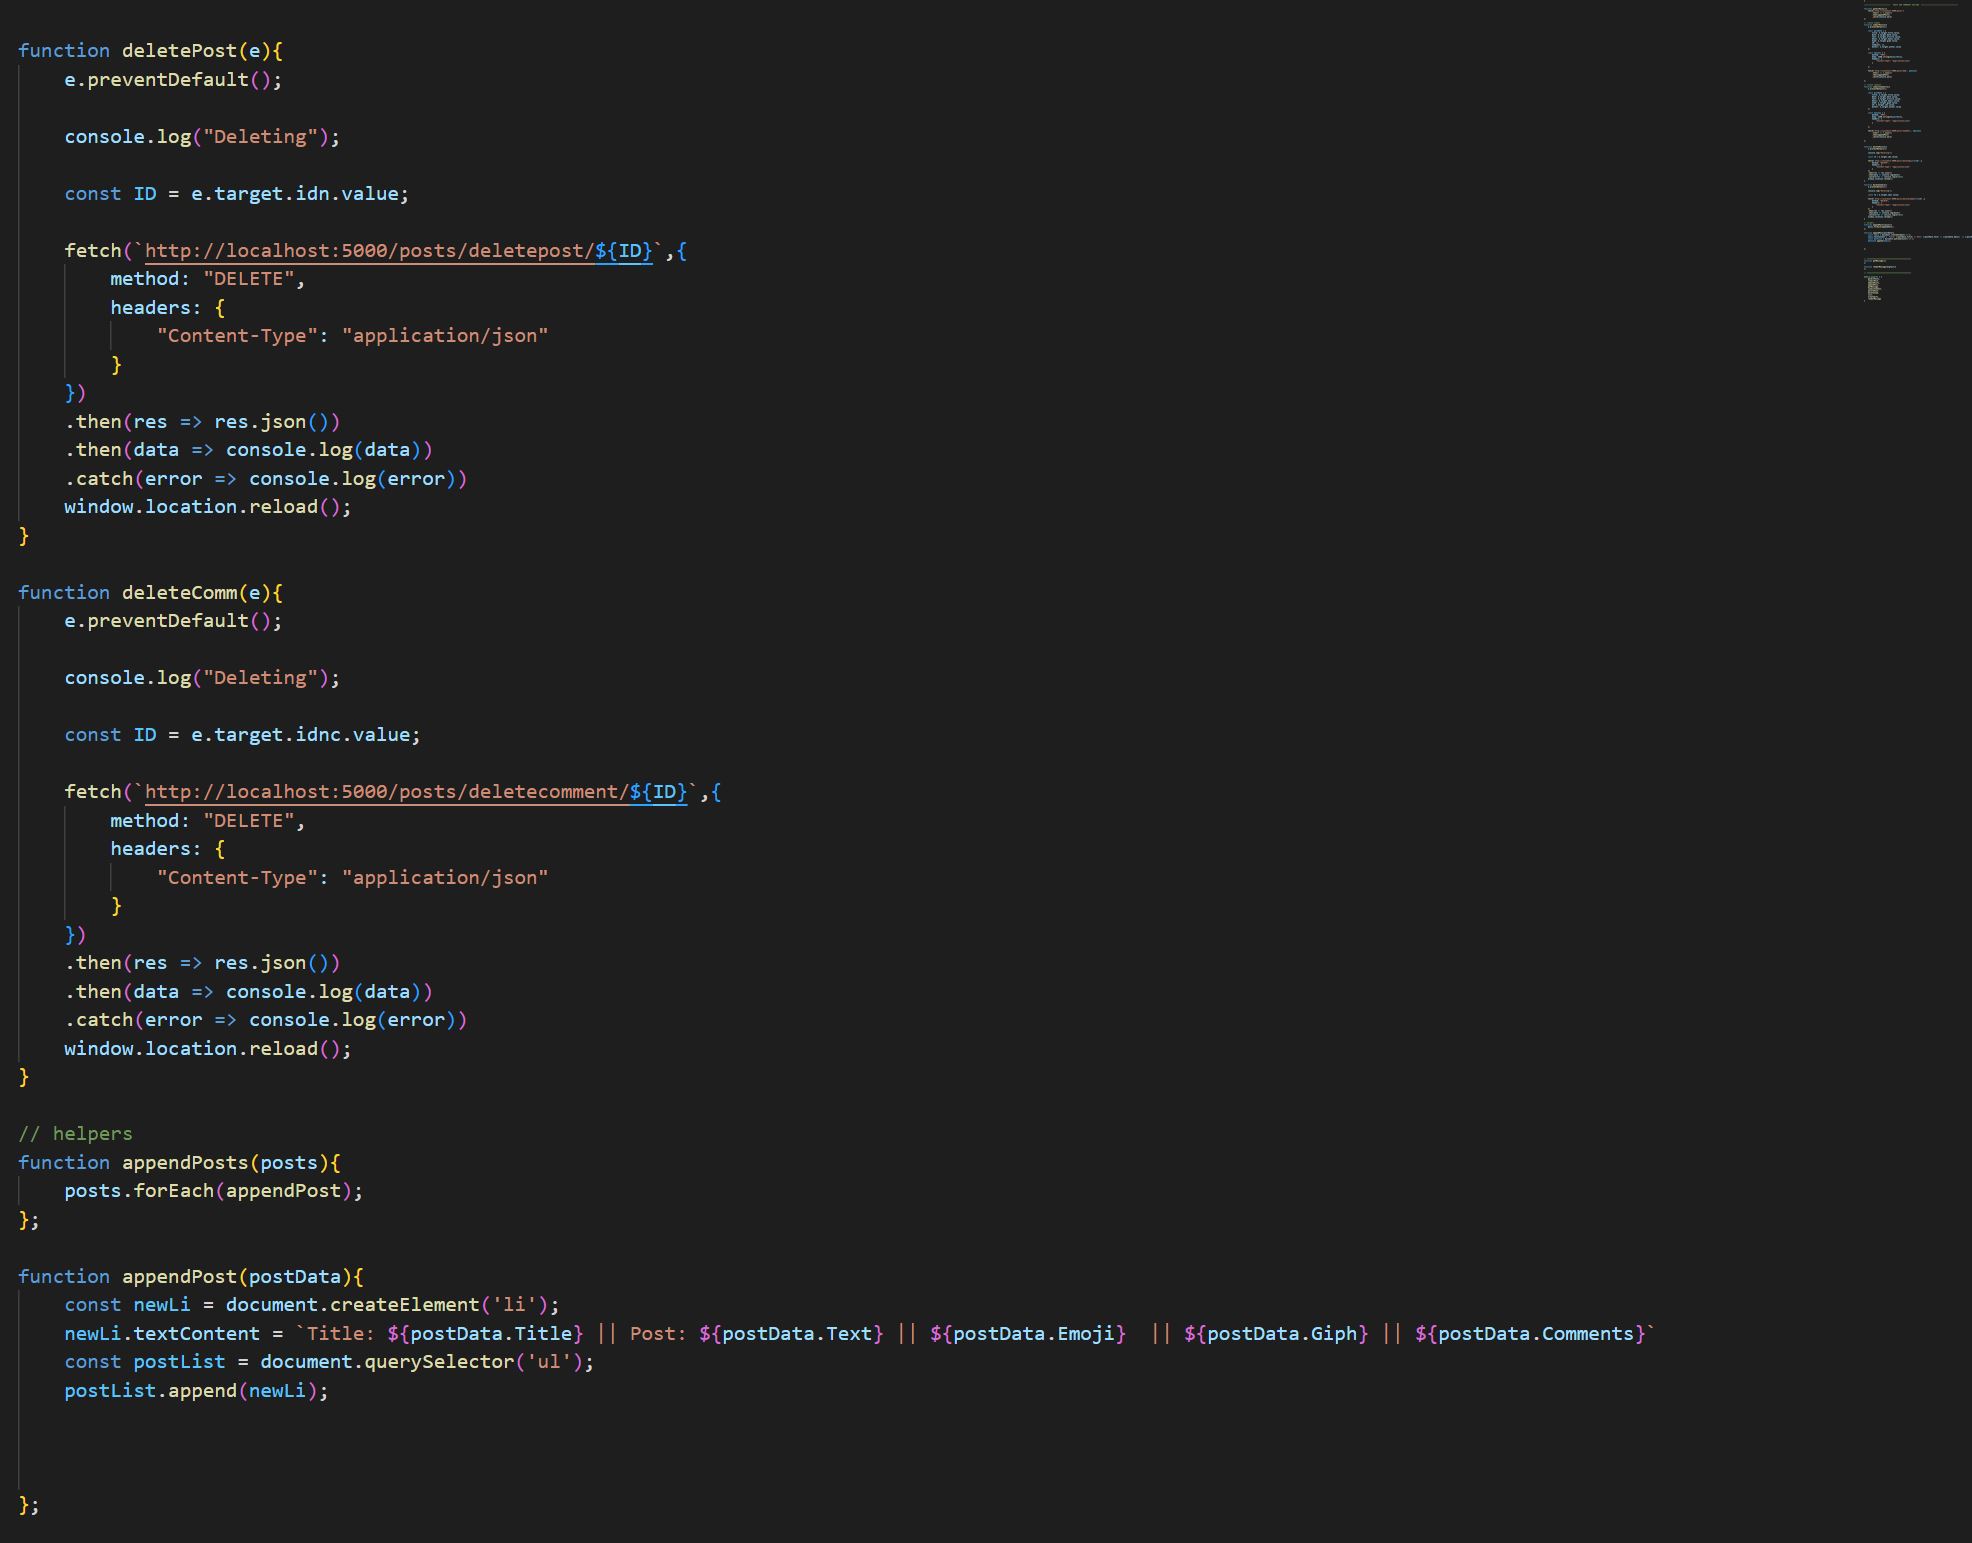 function deletePost(e){
    e.preventDefault();

    console.log("Deleting");

    const ID = e.target.idn.value;

    fetch(`http://localhost:5000/posts/deletepost/${ID}`,{
        method: "DELETE",
        headers: {
            "Content-Type": "application/json"
        }
    })
    .then(res => res.json())
    .then(data => console.log(data))
    .catch(error => console.log(error))
    window.location.reload();
}

function deleteComm(e){
    e.preventDefault();

    console.log("Deleting");

    const ID = e.target.idnc.value;

    fetch(`http://localhost:5000/posts/deletecomment/${ID}`,{
        method: "DELETE",
        headers: {
            "Content-Type": "application/json"
        }
    })
    .then(res => res.json())
    .then(data => console.log(data))
    .catch(error => console.log(error))
    window.location.reload();
}

// helpers
function appendPosts(posts){
    posts.forEach(appendPost);
};

function appendPost(postData){
    const newLi = document.createElement('li');
    newLi.textContent = `Title: ${postData.Title} || Post: ${postData.Text} || ${postData.Emoji}  || ${postData.Giph} || ${postData.Comments}`
    const postList = document.querySelector('ul');
    postList.append(newLi);



};